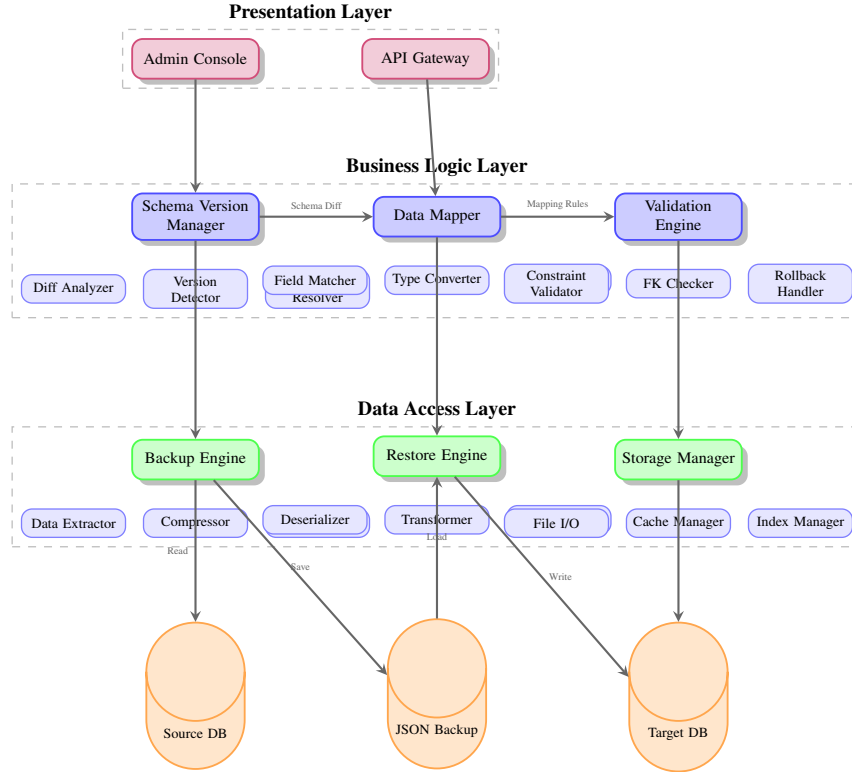 Presentation Layer
Admin Console
API Gateway
Business Logic Layer
Schema Version
Manager
Schema Diff
Data Mapper
Mapping Rules
Validation
Engine
Diff Analyzer
Version
Detector
Field Matcher
Resolver
Type Converter
Constraint
Validator
FK Checker
Rollback
Handler
Data Access Layer
Backup Engine
Restore Engine
Storage Manager
Data Extractor
Compressor
Deserializer
Transformer
File I/O
Cache Manager
Index Manager
Read
Load
Save
Write
Source DB
JSON Backup
Target DB